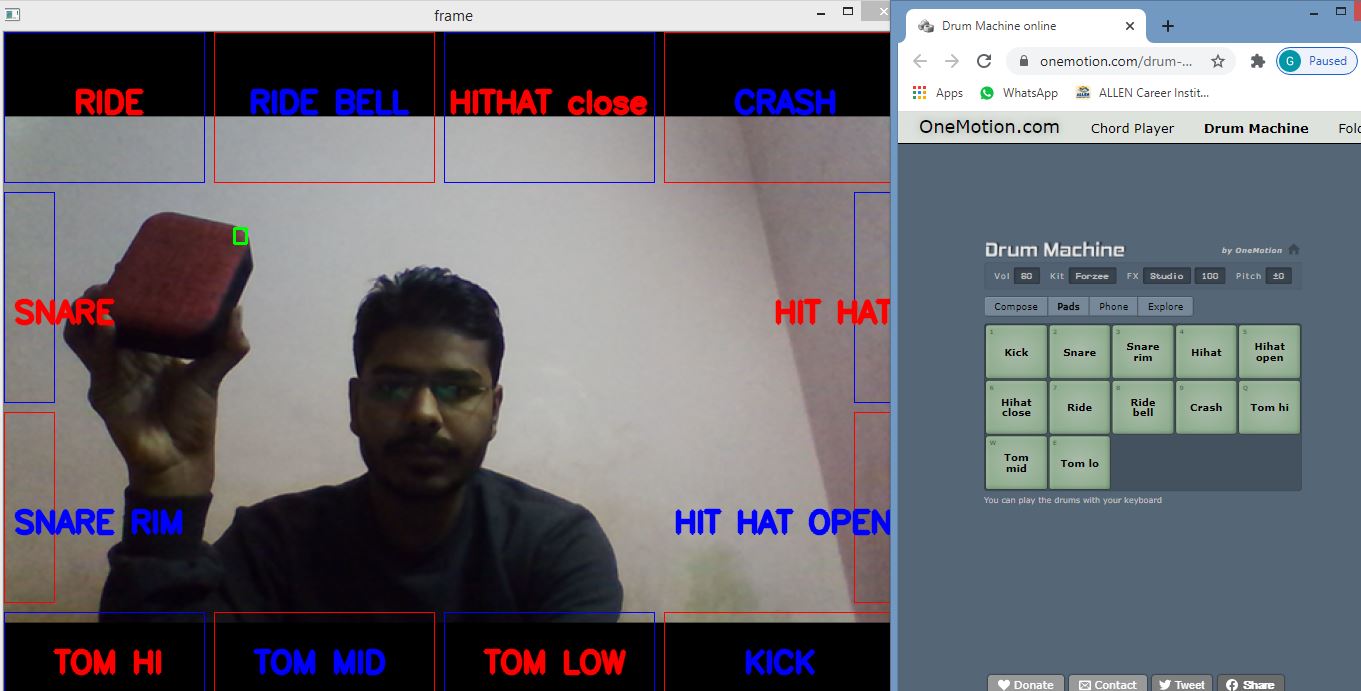 frame
RIDE
RIDE BELL
HITHAT close
CRASH
SNARE
HIT HAT
SNARE RIM
HIT HAT OPEN
TOM HI
TOM MID
TOM LOW
KICK
Drum Machine online
onemotion.com/drum-...
G Paused
Apps
WhatsApp
ALLEN Career Instit...
OneMotion.com
Chord Player
Drum Machine
Fol
Drum Machine
by OneMotion
Vol 80 Kit Forzee FX Studio 100 Pitch ±0
Compose Pads Phone Explore
1 Kick
2 Snare
3 Snare
rim
4 Hihat
5 Hihat
open
6 Hihat
close
7 Ride
8 Ride
bell
9 Crash
Q Tom hi
W Tom
mid
E Tom lo
You can play the drums with your keyboard
Donate
Contact
Tweet
Share